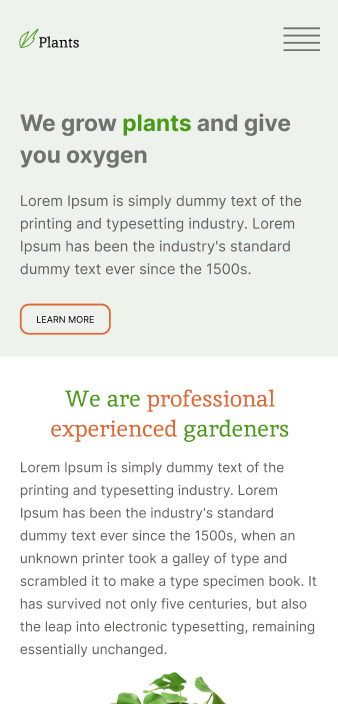 Plants
We grow plants and give
you oxygen
Lorem Ipsum is simply dummy text of the
printing and typesetting industry. Lorem
Ipsum has been the industry's standard
dummy text ever since the 1500s.
LEARN MORE
We are professional
experienced gardeners
Lorem Ipsum is simply dummy text of the
printing and typesetting industry. Lorem
Ipsum has been the industry's standard
dummy text ever since the 1500s, when an
unknown printer took a galley of type and
scrambled it to make a type specimen book. It
has survived not only five centuries, but also
the leap into electronic typesetting, remaining
essentially unchanged.